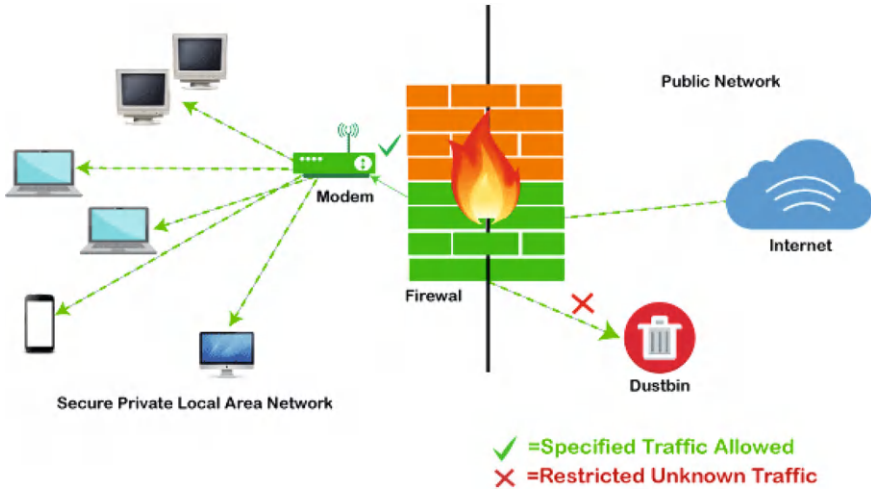 Public Network
Modem
Internet
Firewal
Dustbin
Secure Private Local Area Network
=Specified Traffic Allowed
=Restricted Unknown Traffic